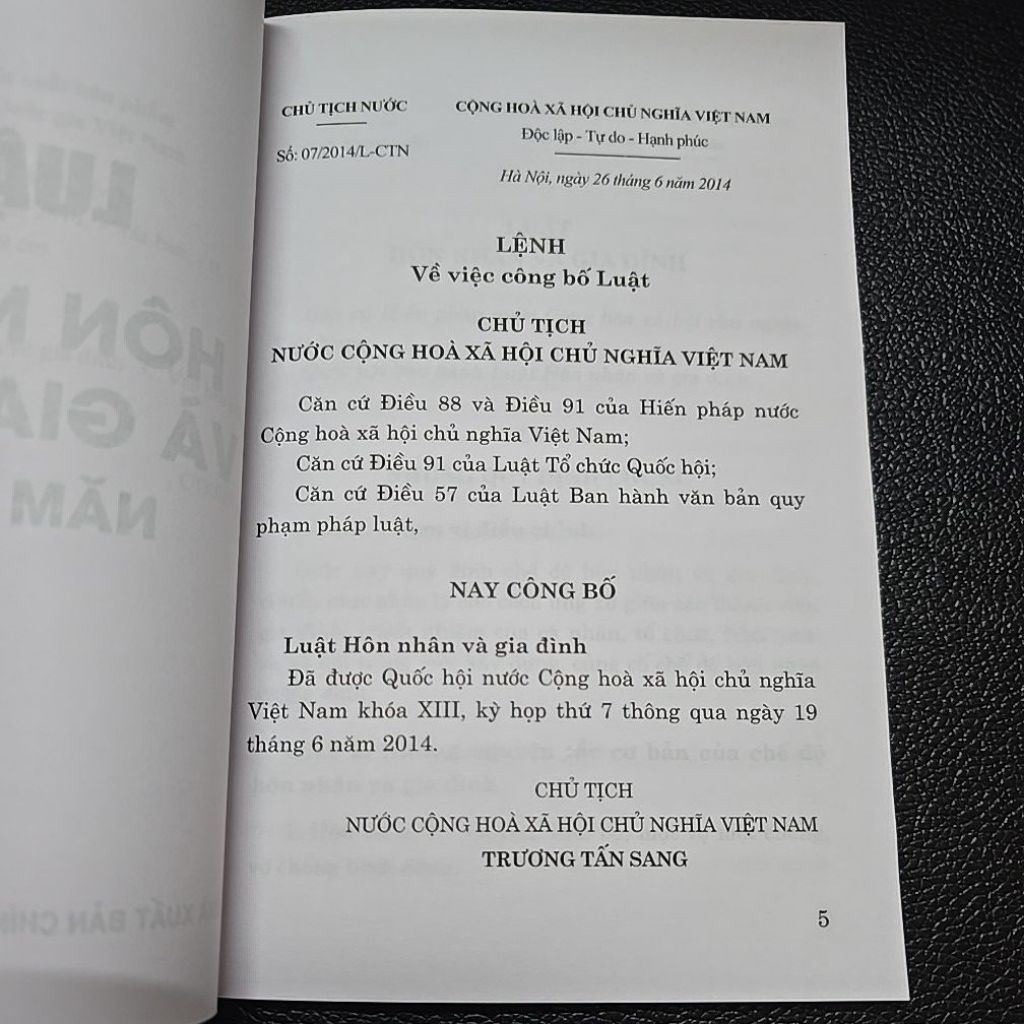 CHỦ TỊCH NƯỚC
CỘNG HOÀ XÃ HỘI CHỦ NGHĨA VIỆT NAM
Độc lập - Tự do - Hạnh phúc
Số: 07/2014/L-CTN
Hà Nội, ngày 26 tháng 6 năm 2014
LỆNH
Về việc công bố Luật
CHỦ TỊCH
NƯỚC CỘNG HOÀ XÃ HỘI CHỦ NGHĨA VIỆT NAM
Căn cứ Điều 88 và Điều 91 của Hiến pháp nước
Cộng hoà xã hội chủ nghĩa Việt Nam;
Căn cứ Điều 91 của Luật Tổ chức Quốc hội;
Căn cứ Điều 57 của Luật Ban hành văn bản quy
phạm pháp luật,
NAY CÔNG BỐ
Luật Hôn nhân và gia đình
Đã được Quốc hội nước Cộng hoà xã hội chủ nghĩa
Việt Nam khóa XIII, kỳ họp thứ 7 thông qua ngày 19
tháng 6 năm 2014.
CHỦ TỊCH
NƯỚC CỘNG HOÀ XÃ HỘI CHỦ NGHĨA VIỆT NAM
TRƯƠNG TẤN SANG
5